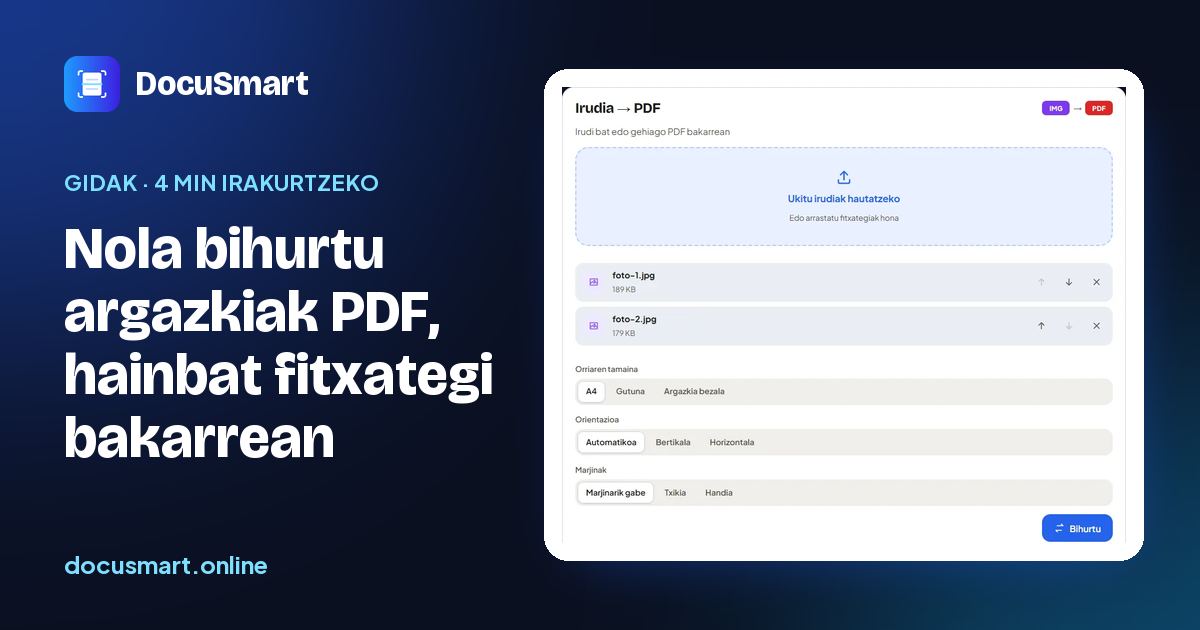 DocuSmart
GIDAK · 4 MIN IRAKURTZEKO
Nola bihurtu
argazkiak PDF,
hainbat fitxategi
bakarrean
docusmart.online
Irudia → PDF
IMG → PDF
Irudi bat edo gehiago PDF bakarrean
Ukitu irudiak hautatzeko
Edo arrastatu fitxategiak hona
foto-1.jpg
189 KB
foto-2.jpg
179 KB
Orriaren tamaina
A4 Gutuna Argazkia bezala
Orientazioa
Automatikoa Bertikala Horizontala
Marjinak
Marjinarik gabe Txikia Handia
Bihurtu